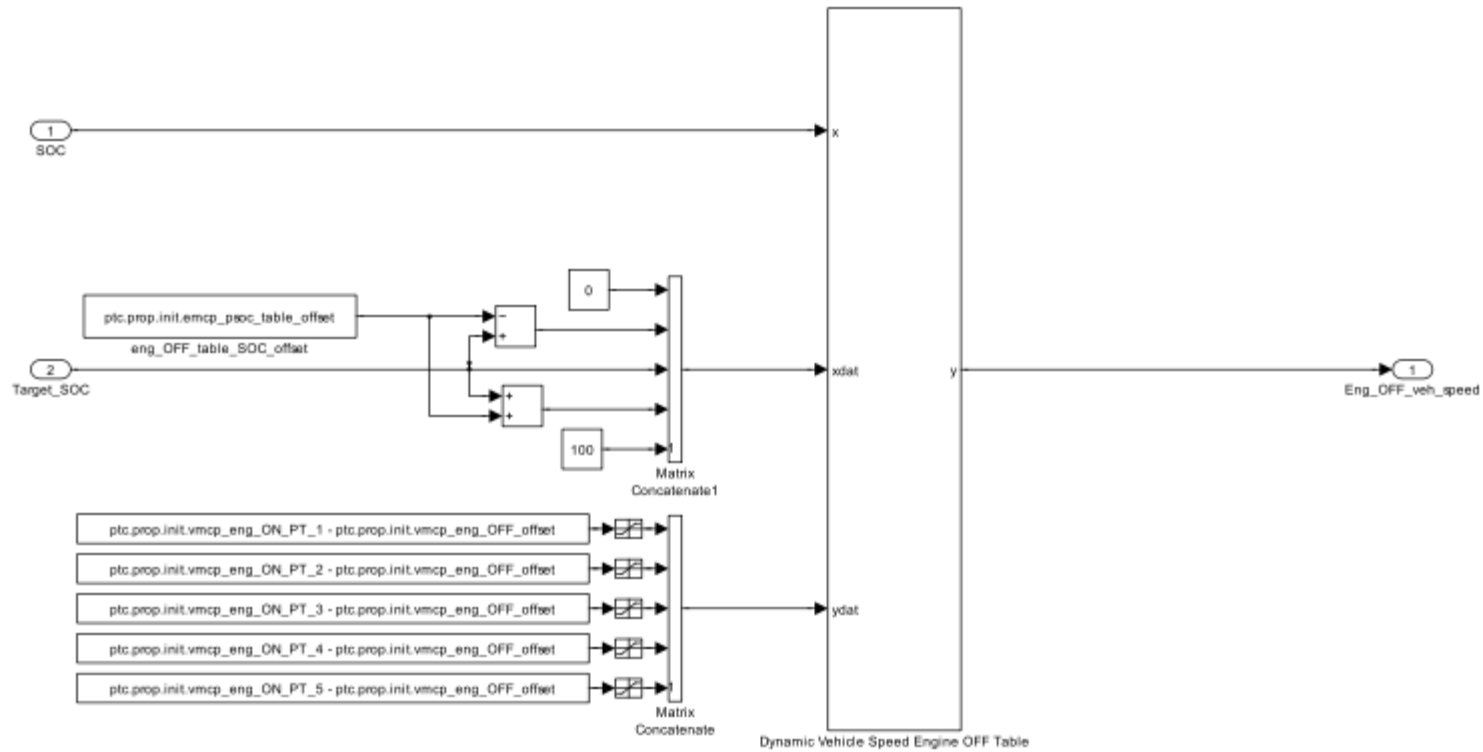 x
1
SOC
0
ptc.prop.init.emcp_psoc_table_offset
−
+
eng_OFF_table_SOC_offset
2
Target_SOC
xdat
y
1
Eng_OFF_veh_speed
+
+
100
1
Matrix
Concatenate1
ptc.prop.init.vmcp_eng_ON_PT_1 - ptc.prop.init.vmcp_eng_OFF_offset
ptc.prop.init.vmcp_eng_ON_PT_2 - ptc.prop.init.vmcp_eng_OFF_offset
ptc.prop.init.vmcp_eng_ON_PT_3 - ptc.prop.init.vmcp_eng_OFF_offset
ydat
ptc.prop.init.vmcp_eng_ON_PT_4 - ptc.prop.init.vmcp_eng_OFF_offset
ptc.prop.init.vmcp_eng_ON_PT_5 - ptc.prop.init.vmcp_eng_OFF_offset
1
Matrix
Concatenate
Dynamic Vehicle Speed Engine OFF Table